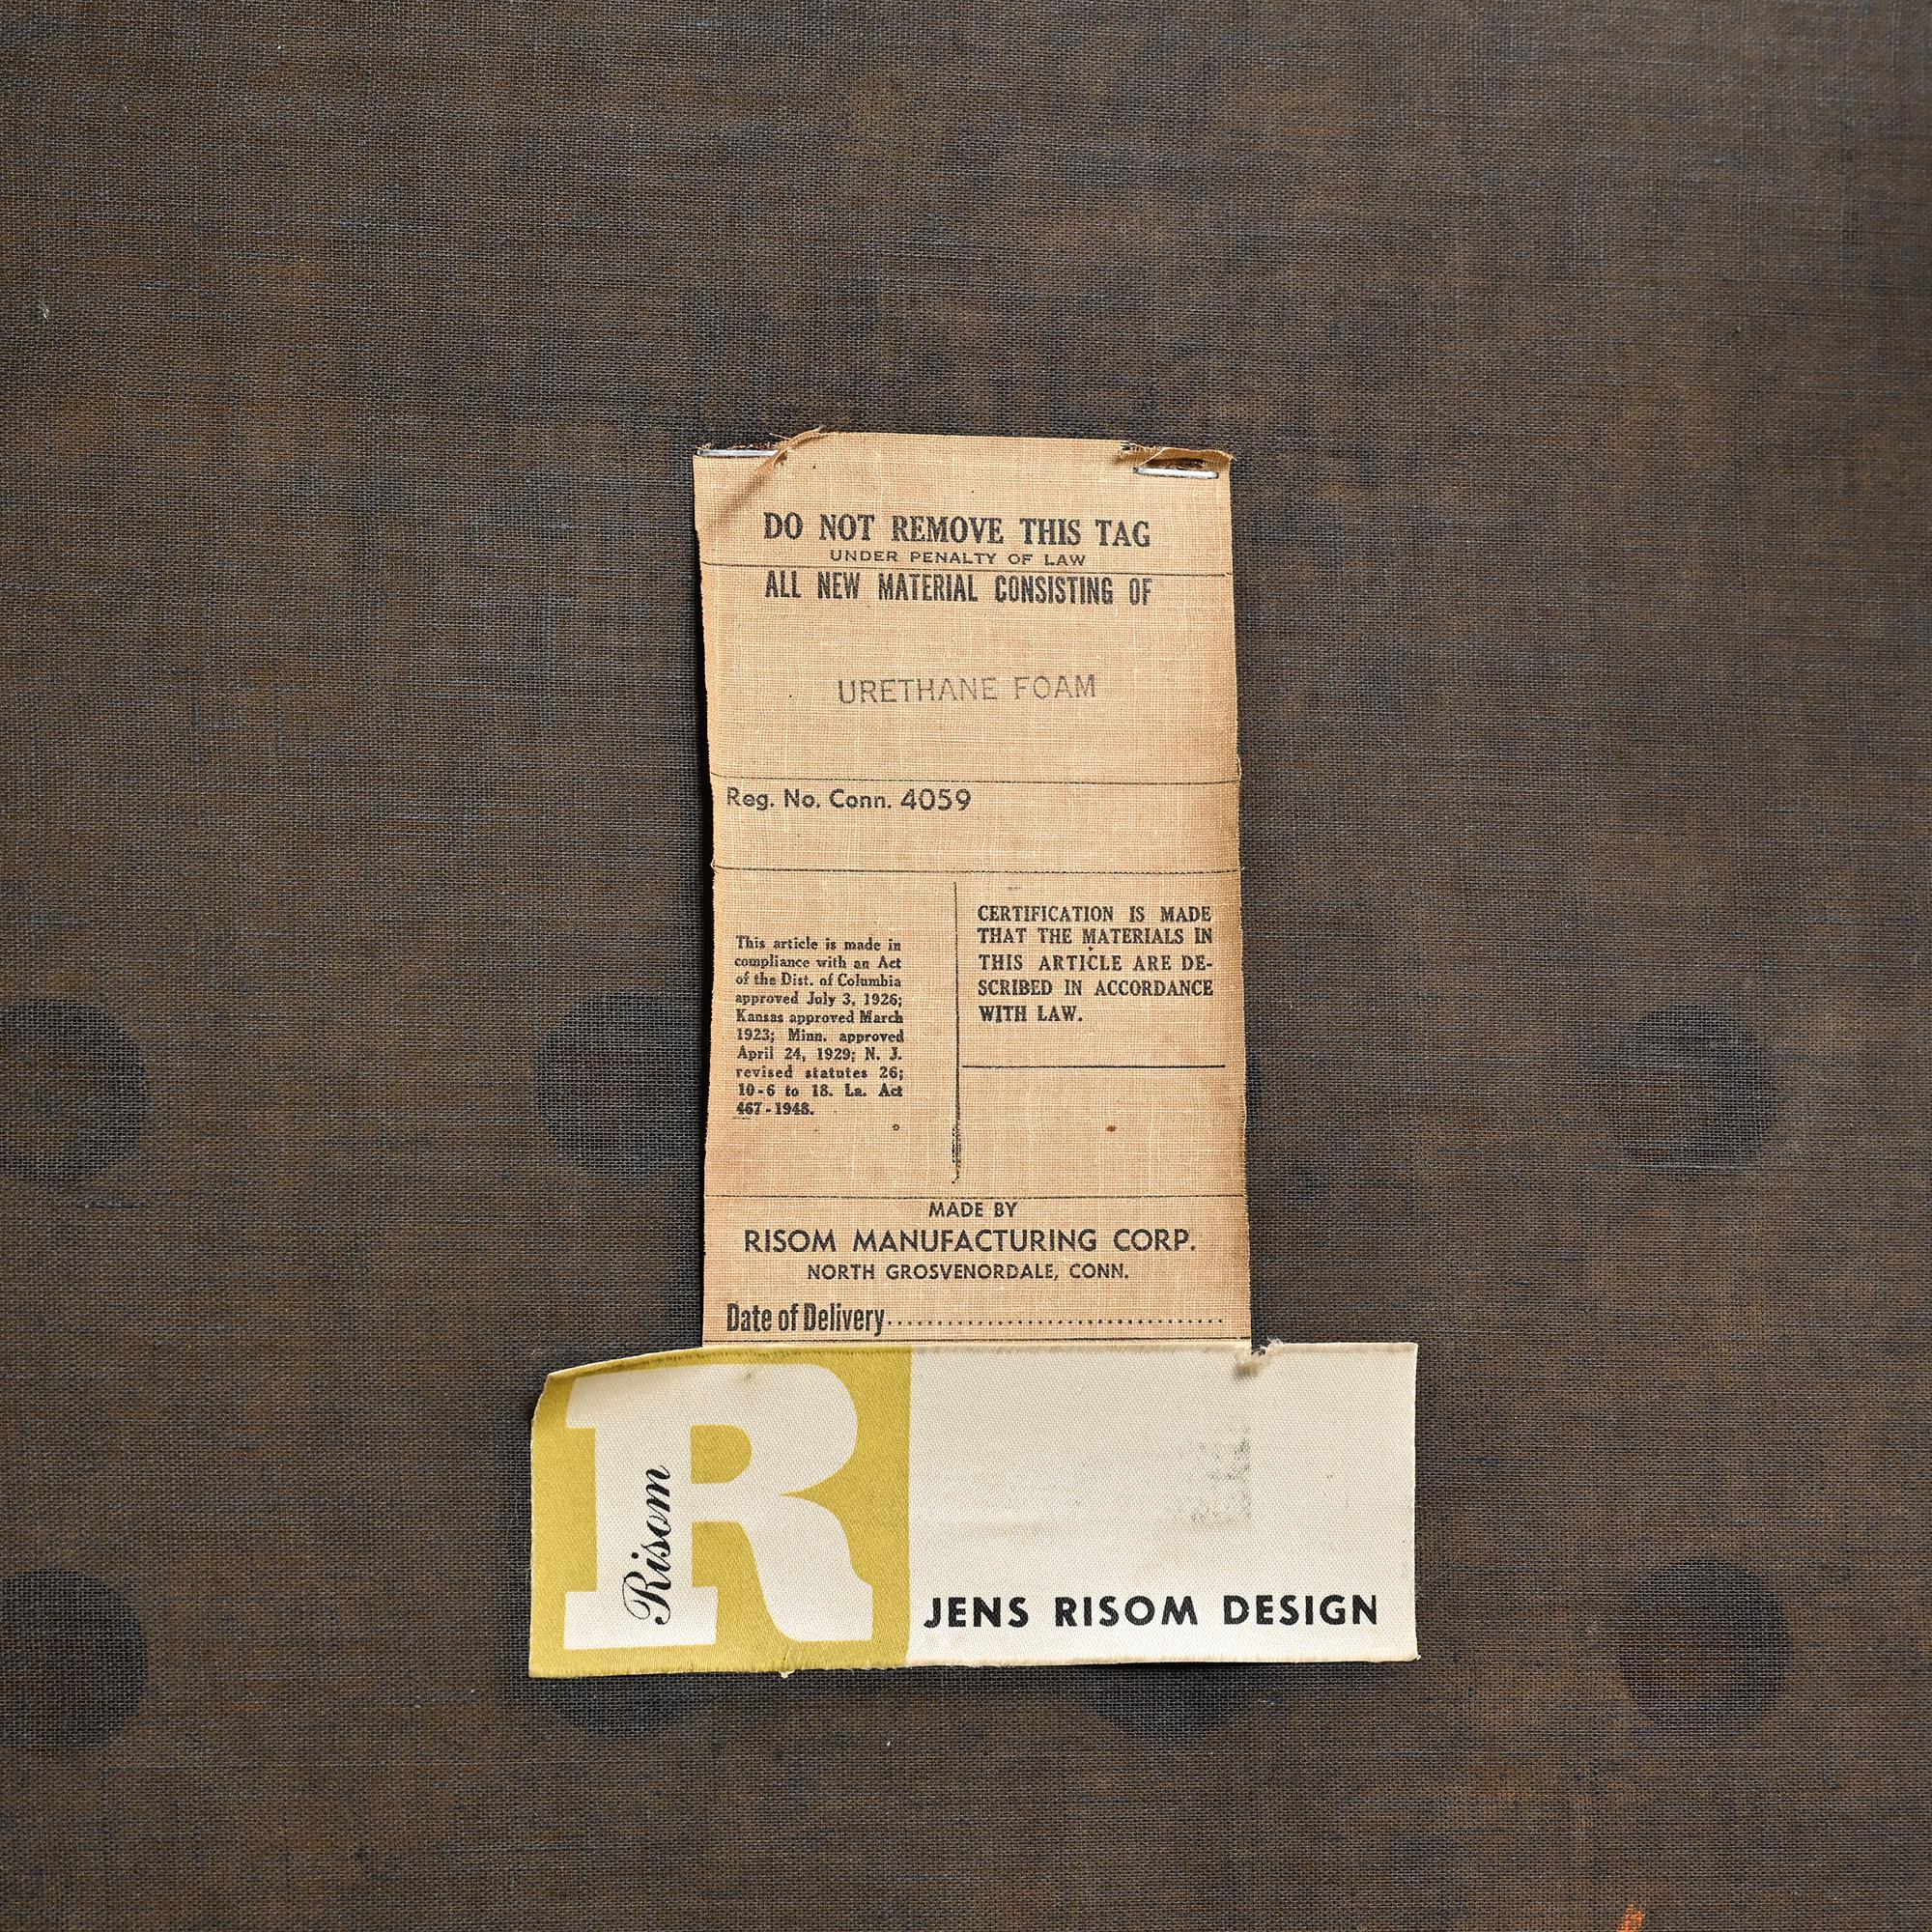 DO NOT REMOVE THIS TAG
UNDER PENALTY OF LAW
ALL NEW MATERIAL CONSISTING OF
URETHANE FOAM
Reg. No. Conn. 4059
This article is made in
compliance with an Act
of the Dist. of Columbia
approved July 3, 1926;
Kansas approved March
1923; Minn. approved
April 24, 1929; N. J.
revised statutes 26;
10-6 to 18. La. Act
467-1948.
CERTIFICATION IS MADE
THAT THE MATERIALS IN
THIS ARTICLE ARE DE-
SCRIBED IN ACCORDANCE
WITH LAW.
MADE BY
RISOM MANUFACTURING CORP.
NORTH GROSVENORDALE, CONN.
Date of Delivery..................................
R
Risom
JENS RISOM DESIGN